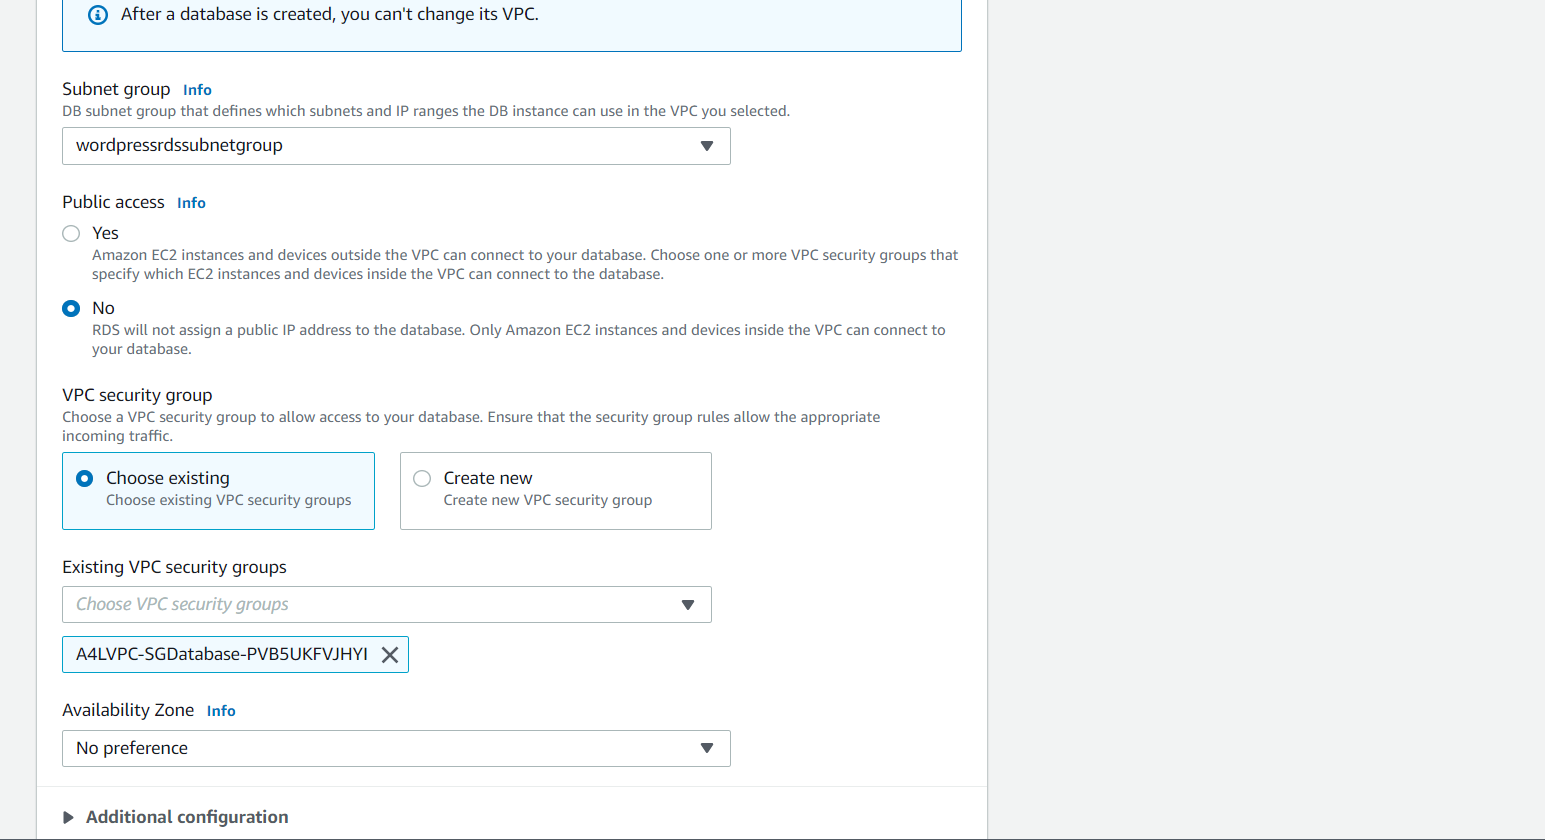 After a database is created, you can't change its VPC.
Subnet group Info
DB subnet group that defines which subnets and IP ranges the DB instance can use in the VPC you selected.
wordpressrdssubnetgroup
Public access Info
Yes
Amazon EC2 instances and devices outside the VPC can connect to your database. Choose one or more VPC security groups that
specify which EC2 instances and devices inside the VPC can connect to the database.
No
RDS will not assign a public IP address to the database. Only Amazon EC2 instances and devices inside the VPC can connect to
your database.
VPC security group
Choose a VPC security group to allow access to your database. Ensure that the security group rules allow the appropriate
incoming traffic.
Choose existing
Choose existing VPC security groups
Create new
Create new VPC security group
Existing VPC security groups
Choose VPC security groups
A4LVPC-SGDatabase-PVB5UKFVJHYI
Availability Zone Info
No preference
Additional configuration